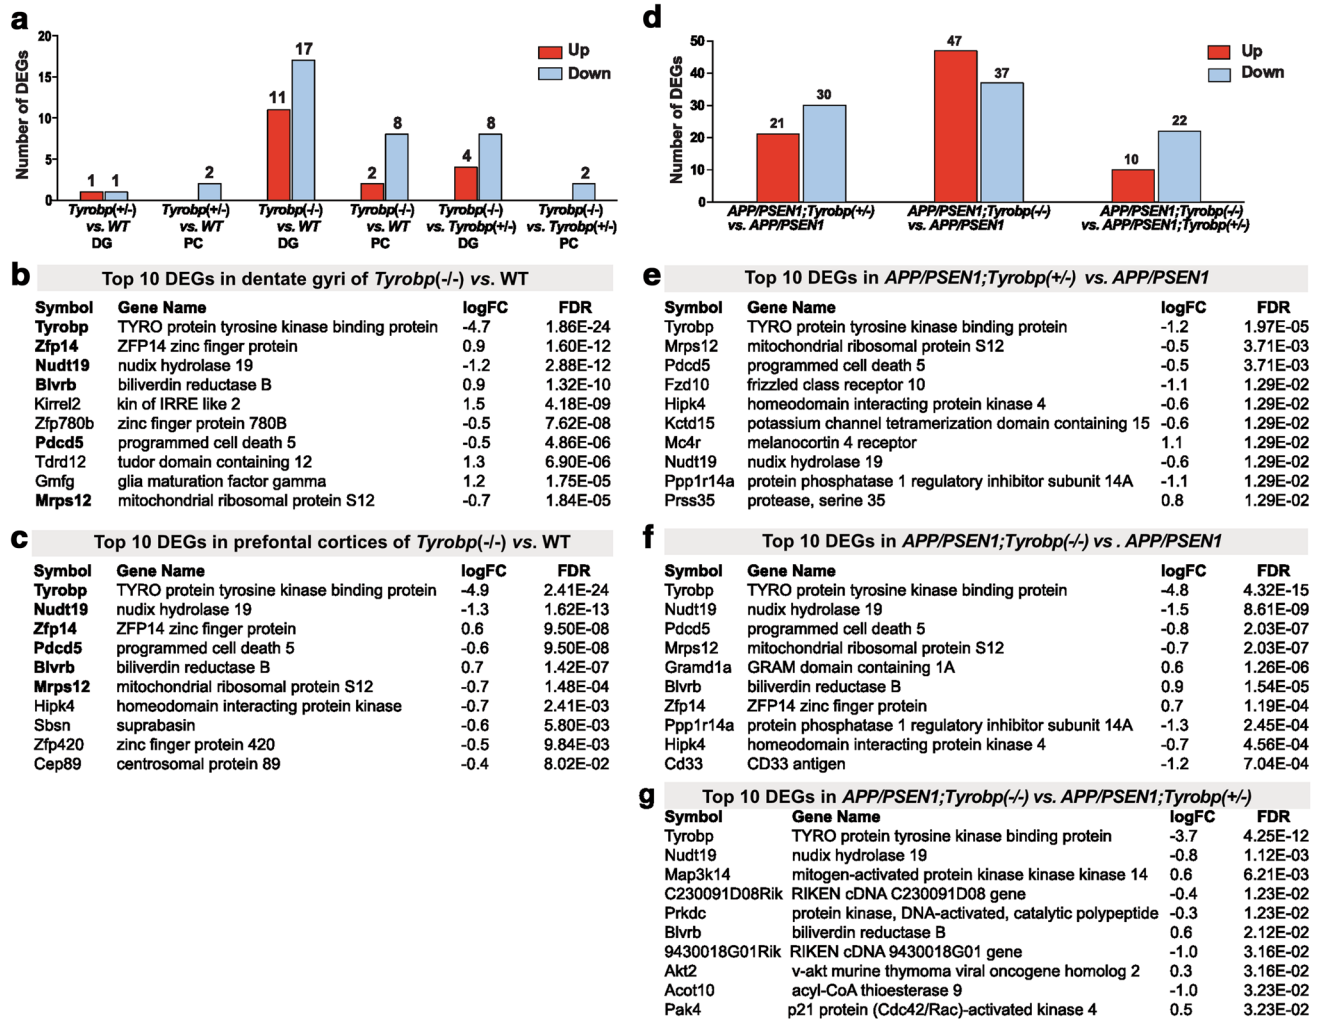 a
Number of DEGs
20
15
10
5
0
Up
Down
1 1
2
11 17
2 8
4 8
2
Tyrobp(+/-) vs. WT DG
Tyrobp(+/-) vs. WT PC
Tyrobp(-/-) vs. WT DG
Tyrobp(-/-) vs. WT PC
Tyrobp(-/-) vs. Tyrobp(+/-) DG
Tyrobp(-/-) vs. Tyrobp(+/-) PC
b
Top 10 DEGs in dentate gyri of Tyrobp(-/-) vs. WT
Symbol Gene Name logFC FDR
Tyrobp TYRO protein tyrosine kinase binding protein -4.7 1.86E-24
Zfp14 ZFP14 zinc finger protein 0.9 1.60E-12
Nudt19 nudix hydrolase 19 -1.2 2.88E-12
Blvrb biliverdin reductase B 0.9 1.32E-10
Kirrel2 kin of IRRE like 2 1.5 4.18E-09
Zfp780b zinc finger protein 780B -0.5 7.62E-08
Pdcd5 programmed cell death 5 -0.5 4.86E-06
Tdrd12 tudor domain containing 12 1.3 6.90E-06
Gmfg glia maturation factor gamma 1.2 1.75E-05
Mrps12 mitochondrial ribosomal protein S12 -0.7 1.84E-05
c
Top 10 DEGs in prefontal cortices of Tyrobp(-/-) vs. WT
Symbol Gene Name logFC FDR
Tyrobp TYRO protein tyrosine kinase binding protein -4.9 2.41E-24
Nudt19 nudix hydrolase 19 -1.3 1.62E-13
Zfp14 ZFP14 zinc finger protein 0.6 9.50E-08
Pdcd5 programmed cell death 5 -0.6 9.50E-08
Blvrb biliverdin reductase B 0.7 1.42E-07
Mrps12 mitochondrial ribosomal protein S12 -0.7 1.48E-04
Hipk4 homeodomain interacting protein kinase -0.7 2.41E-03
Sbsn suprabasin -0.6 5.80E-03
Zfp420 zinc finger protein 420 -0.5 9.84E-03
Cep89 centrosomal protein 89 -0.4 8.02E-02
d
Number of DEGs
50
40
30
20
10
0
Up
Down
21 30
47 37
10 22
APP/PSEN1;Tyrobp(+/-) vs. APP/PSEN1
APP/PSEN1;Tyrobp(-/-) vs. APP/PSEN1
APP/PSEN1;Tyrobp(-/-) vs. APP/PSEN1;Tyrobp(+/-)
e
Top 10 DEGs in APP/PSEN1;Tyrobp(+/-) vs. APP/PSEN1
Symbol Gene Name logFC FDR
Tyrobp TYRO protein tyrosine kinase binding protein -1.2 1.97E-05
Mrps12 mitochondrial ribosomal protein S12 -0.5 3.71E-03
Pdcd5 programmed cell death 5 -0.5 3.71E-03
Fzd10 frizzled class receptor 10 -1.1 1.29E-02
Hipk4 homeodomain interacting protein kinase 4 -0.6 1.29E-02
Kctd15 potassium channel tetramerization domain containing 15 -0.6 1.29E-02
Mc4r melanocortin 4 receptor 1.1 1.29E-02
Nudt19 nudix hydrolase 19 -0.6 1.29E-02
Ppp1r14a protein phosphatase 1 regulatory inhibitor subunit 14A -1.1 1.29E-02
Prss35 protease, serine 35 0.8 1.29E-02
f
Top 10 DEGs in APP/PSEN1;Tyrobp(-/-) vs . APP/PSEN1
Symbol Gene Name logFC FDR
Tyrobp TYRO protein tyrosine kinase binding protein -4.8 4.32E-15
Nudt19 nudix hydrolase 19 -1.5 8.61E-09
Pdcd5 programmed cell death 5 -0.8 2.03E-07
Mrps12 mitochondrial ribosomal protein S12 -0.7 2.03E-07
Gramd1a GRAM domain containing 1A 0.6 1.26E-06
Blvrb biliverdin reductase B 0.9 1.54E-05
Zfp14 ZFP14 zinc finger protein 0.7 1.19E-04
Ppp1r14a protein phosphatase 1 regulatory inhibitor subunit 14A -1.3 2.45E-04
Hipk4 homeodomain interacting protein kinase 4 -0.7 4.56E-04
Cd33 CD33 antigen -1.2 7.04E-04
g
Top 10 DEGs in APP/PSEN1;Tyrobp(-/-) vs. APP/PSEN1;Tyrobp(+/-)
Symbol Gene Name logFC FDR
Tyrobp TYRO protein tyrosine kinase binding protein -3.7 4.25E-12
Nudt19 nudix hydrolase 19 -0.8 1.12E-03
Map3k14 mitogen-activated protein kinase kinase kinase 14 0.6 6.21E-03
C230091D08Rik RIKEN cDNA C230091D08 gene -0.4 1.23E-02
Prkdc protein kinase, DNA-activated, catalytic polypeptide -0.3 1.23E-02
Blvrb biliverdin reductase B 0.6 2.12E-02
9430018G01Rik RIKEN cDNA 9430018G01 gene -1.0 3.16E-02
Akt2 v-akt murine thymoma viral oncogene homolog 2 0.3 3.16E-02
Acot10 acyl-CoA thioesterase 9 -1.0 3.23E-02
Pak4 p21 protein (Cdc42/Rac)-activated kinase 4 0.5 3.23E-02